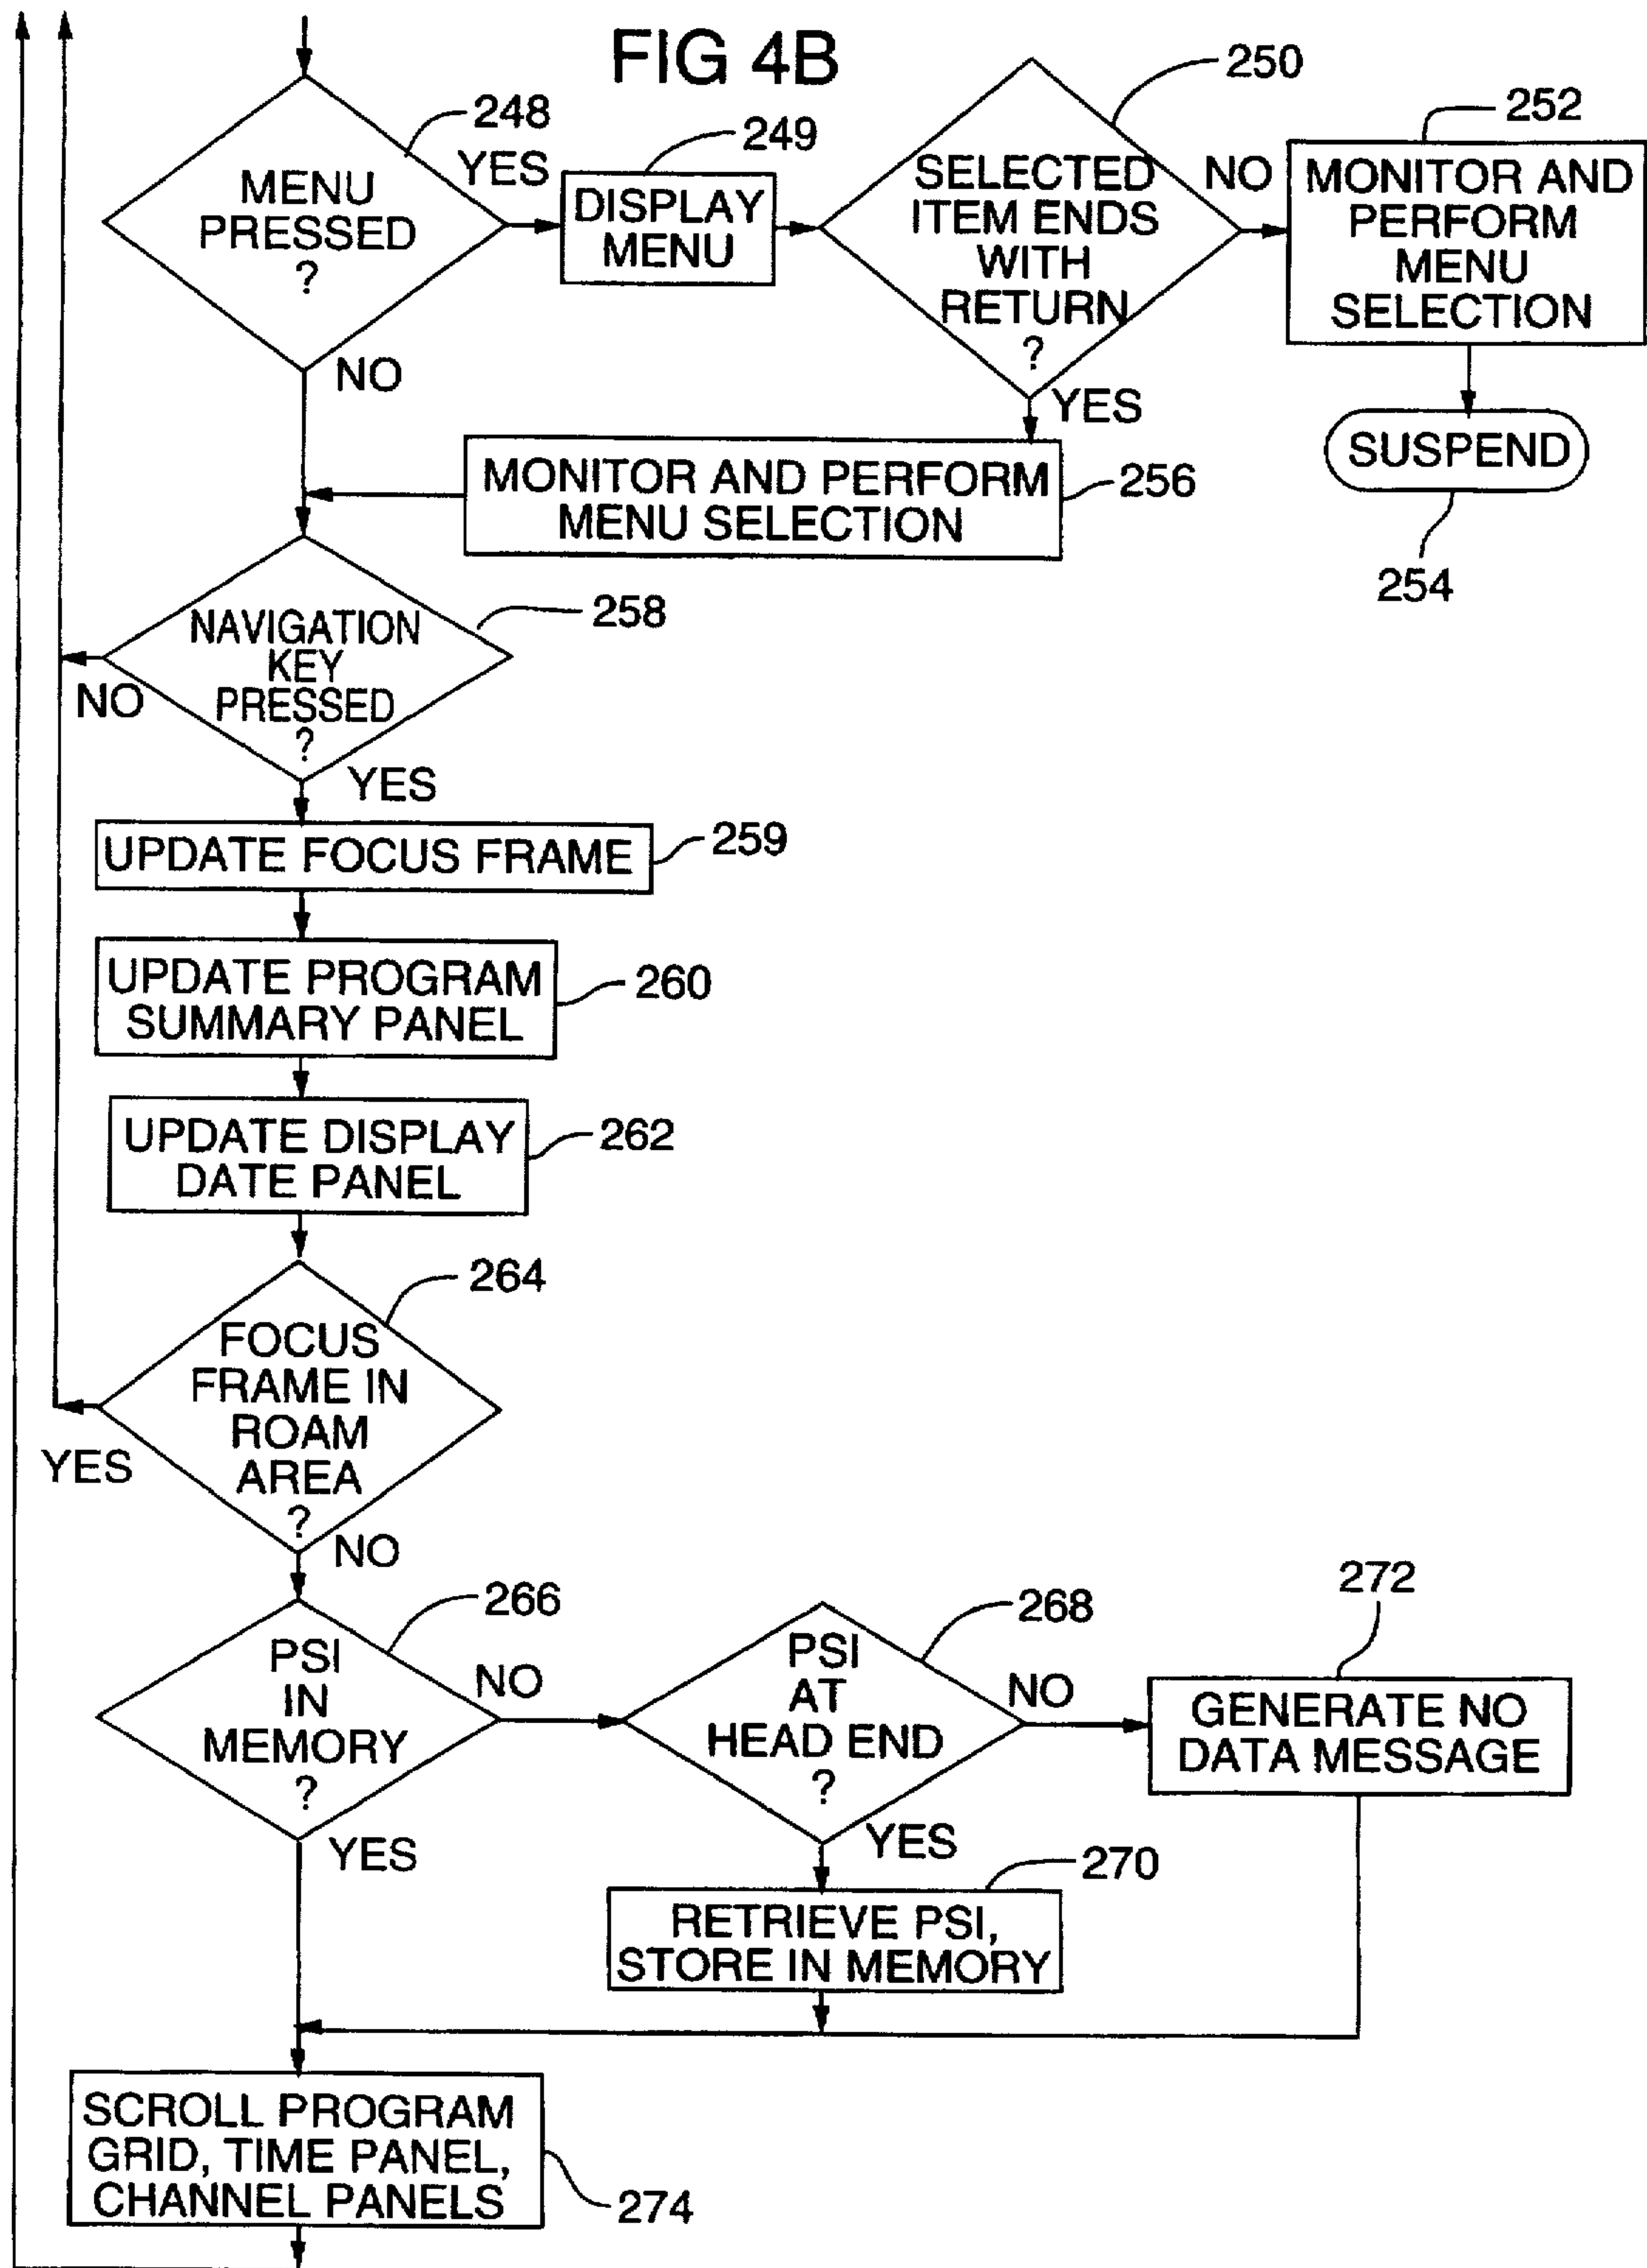 FIG 4B
248
MENU
PRESSED
?
YES
NO
249
DISPLAY
MENU
250
SELECTED
ITEM ENDS
WITH
RETURN
?
NO
YES
252
MONITOR AND
PERFORM
MENU
SELECTION
SUSPEND
254
MONITOR AND PERFORM
MENU SELECTION
256
258
NAVIGATION
KEY
PRESSED
?
NO
YES
UPDATE FOCUS FRAME
259
UPDATE PROGRAM
SUMMARY PANEL
260
UPDATE DISPLAY
DATE PANEL
262
264
FOCUS
FRAME IN
ROAM
AREA
?
YES
NO
266
PSI
IN
MEMORY
?
NO
YES
268
PSI
AT
HEAD END
?
NO
YES
272
GENERATE NO
DATA MESSAGE
270
RETRIEVE PSI,
STORE IN MEMORY
SCROLL PROGRAM
GRID, TIME PANEL,
CHANNEL PANELS
274